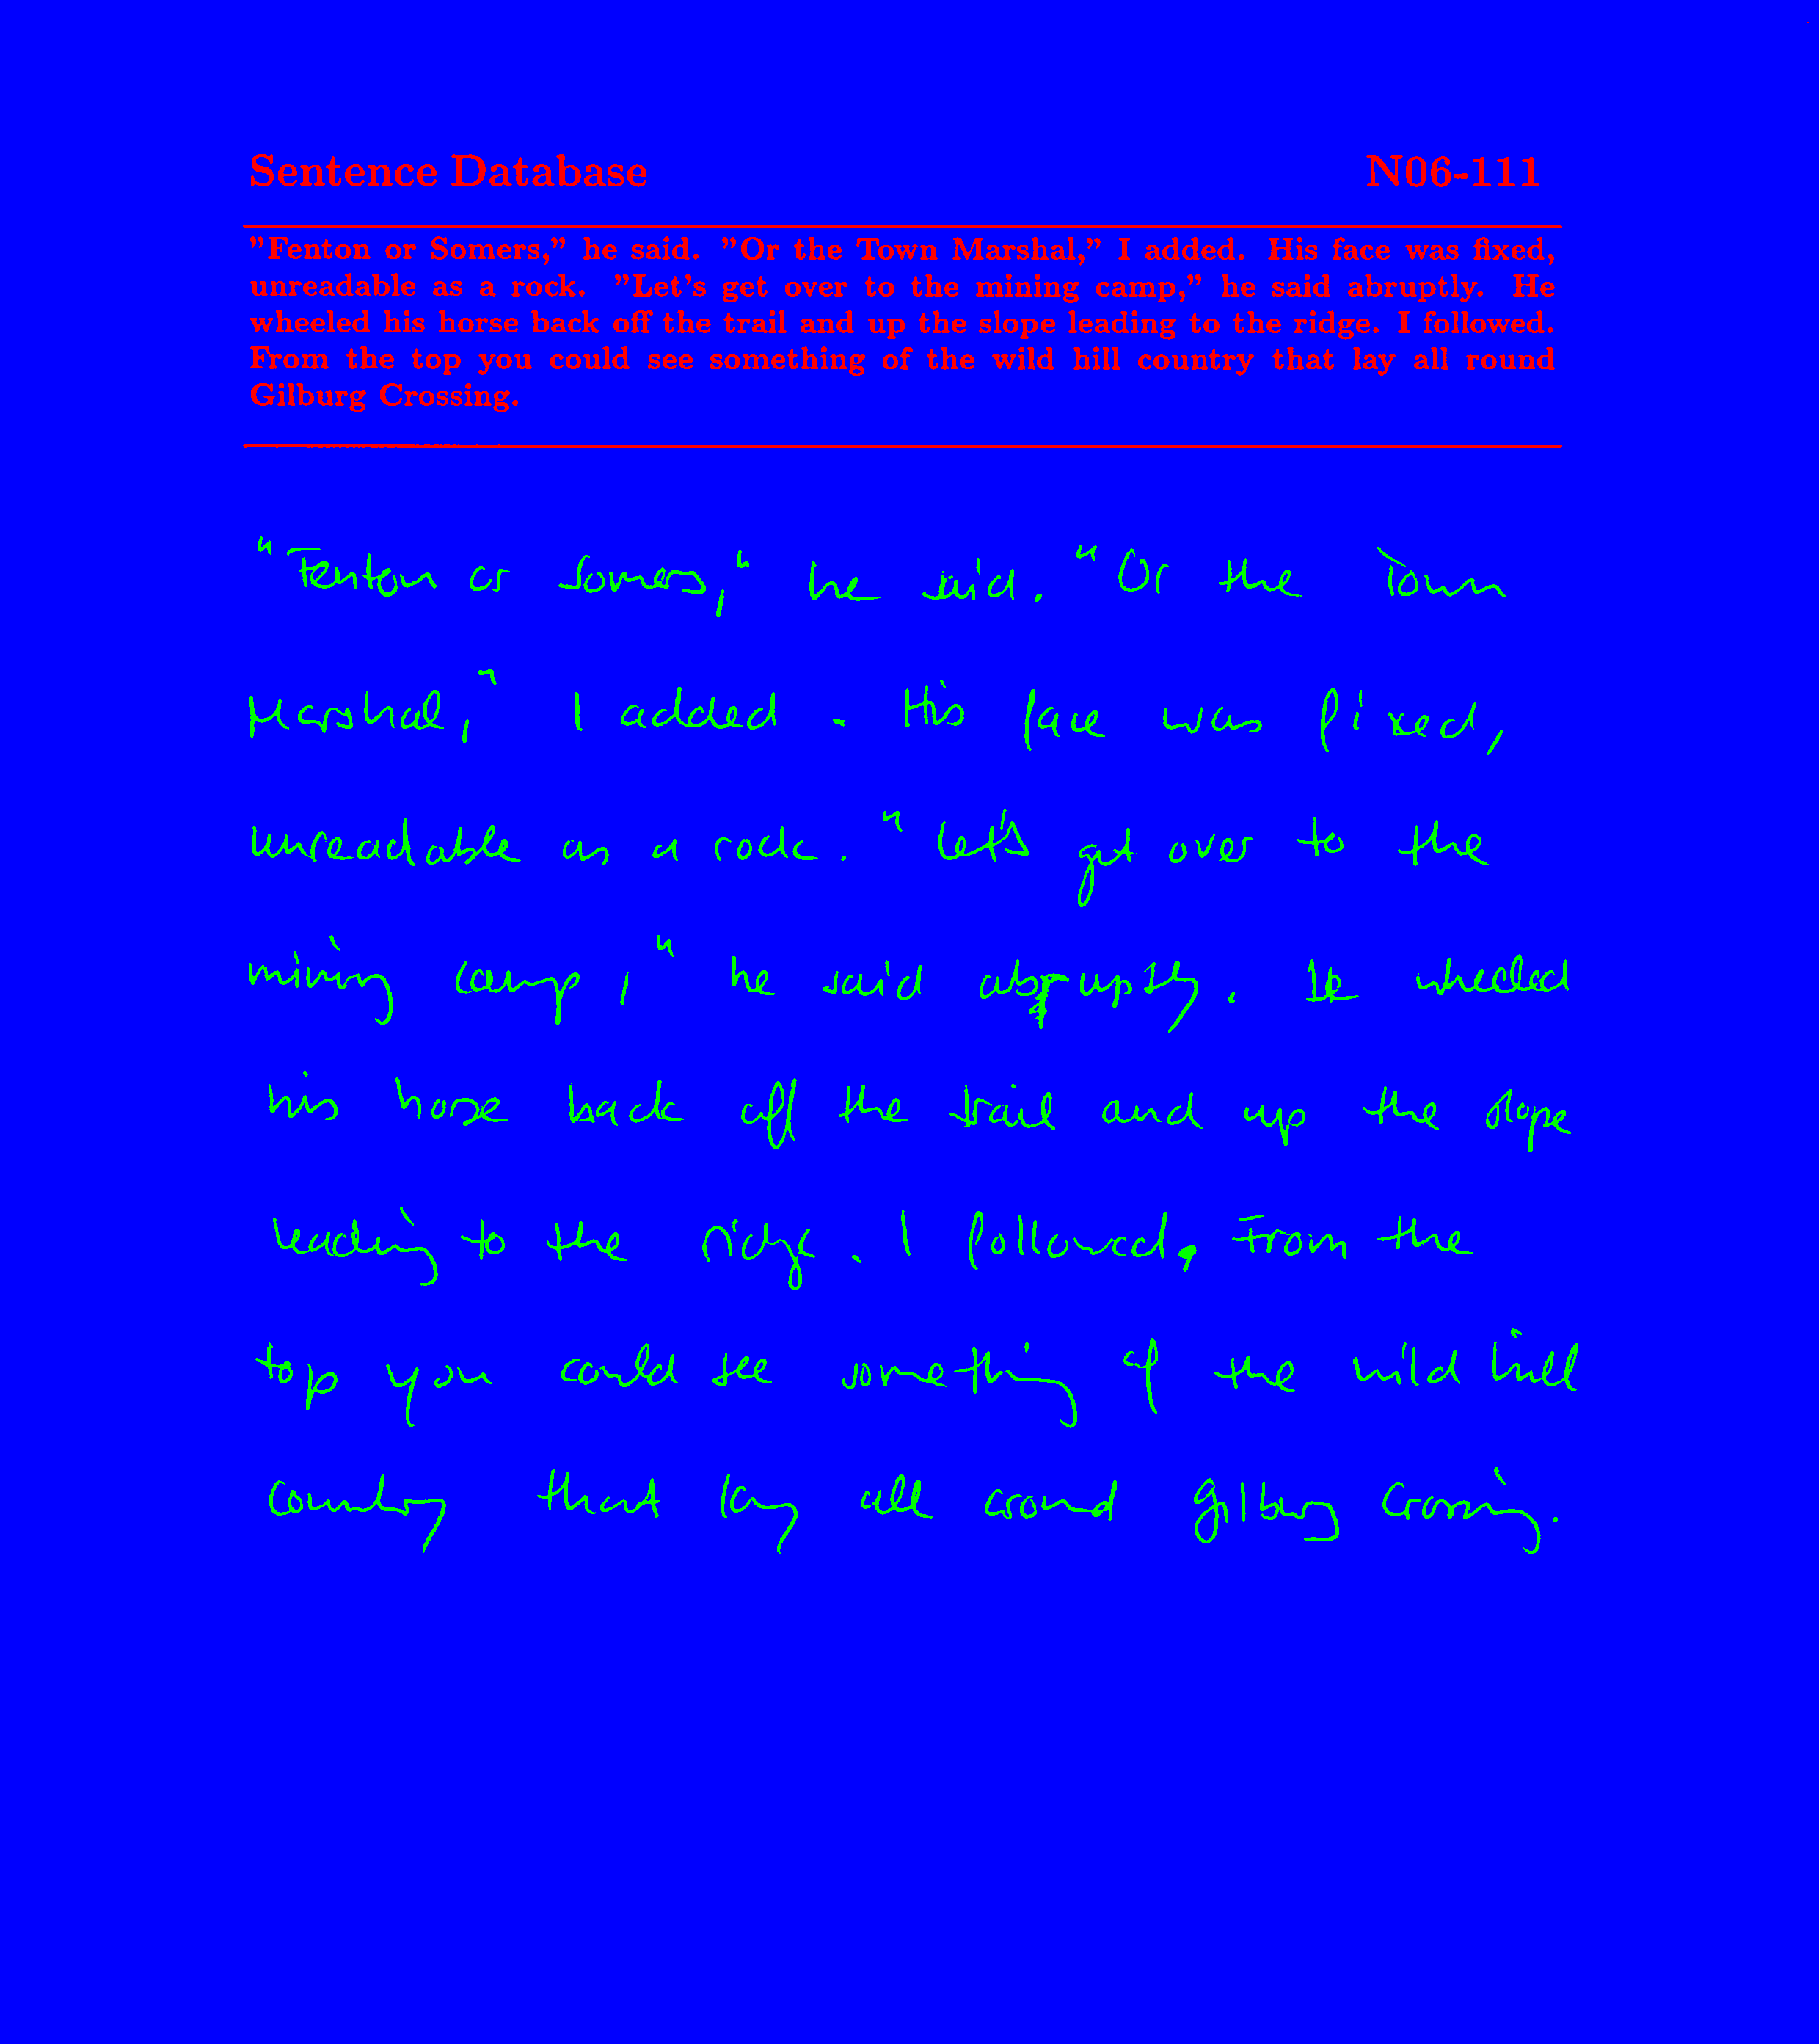 Sentence Database N06-111
"Fenton or Somers," he said. "Or the Town Marshal," I added. His face was fixed,
unreadable as a rock. "Let's get over to the mining camp," he said abruptly. He
wheeled his horse back off the trail and up the slope leading to the ridge. I followed.
From the top you could see something of the wild hill country that lay all round
Gilburg Crossing.
"Fenton or Somers," he said. "Or the Town
Marshal," I added. His face was fixed,
unreadable as a rock. "Let's get over to the
mining camp," he said abruptly. He wheeled
his horse back off the trail and up the slope
leading to the ridge. I followed. From the
top you could see something of the wild hill
country that lay all around Gilburg Crossing.